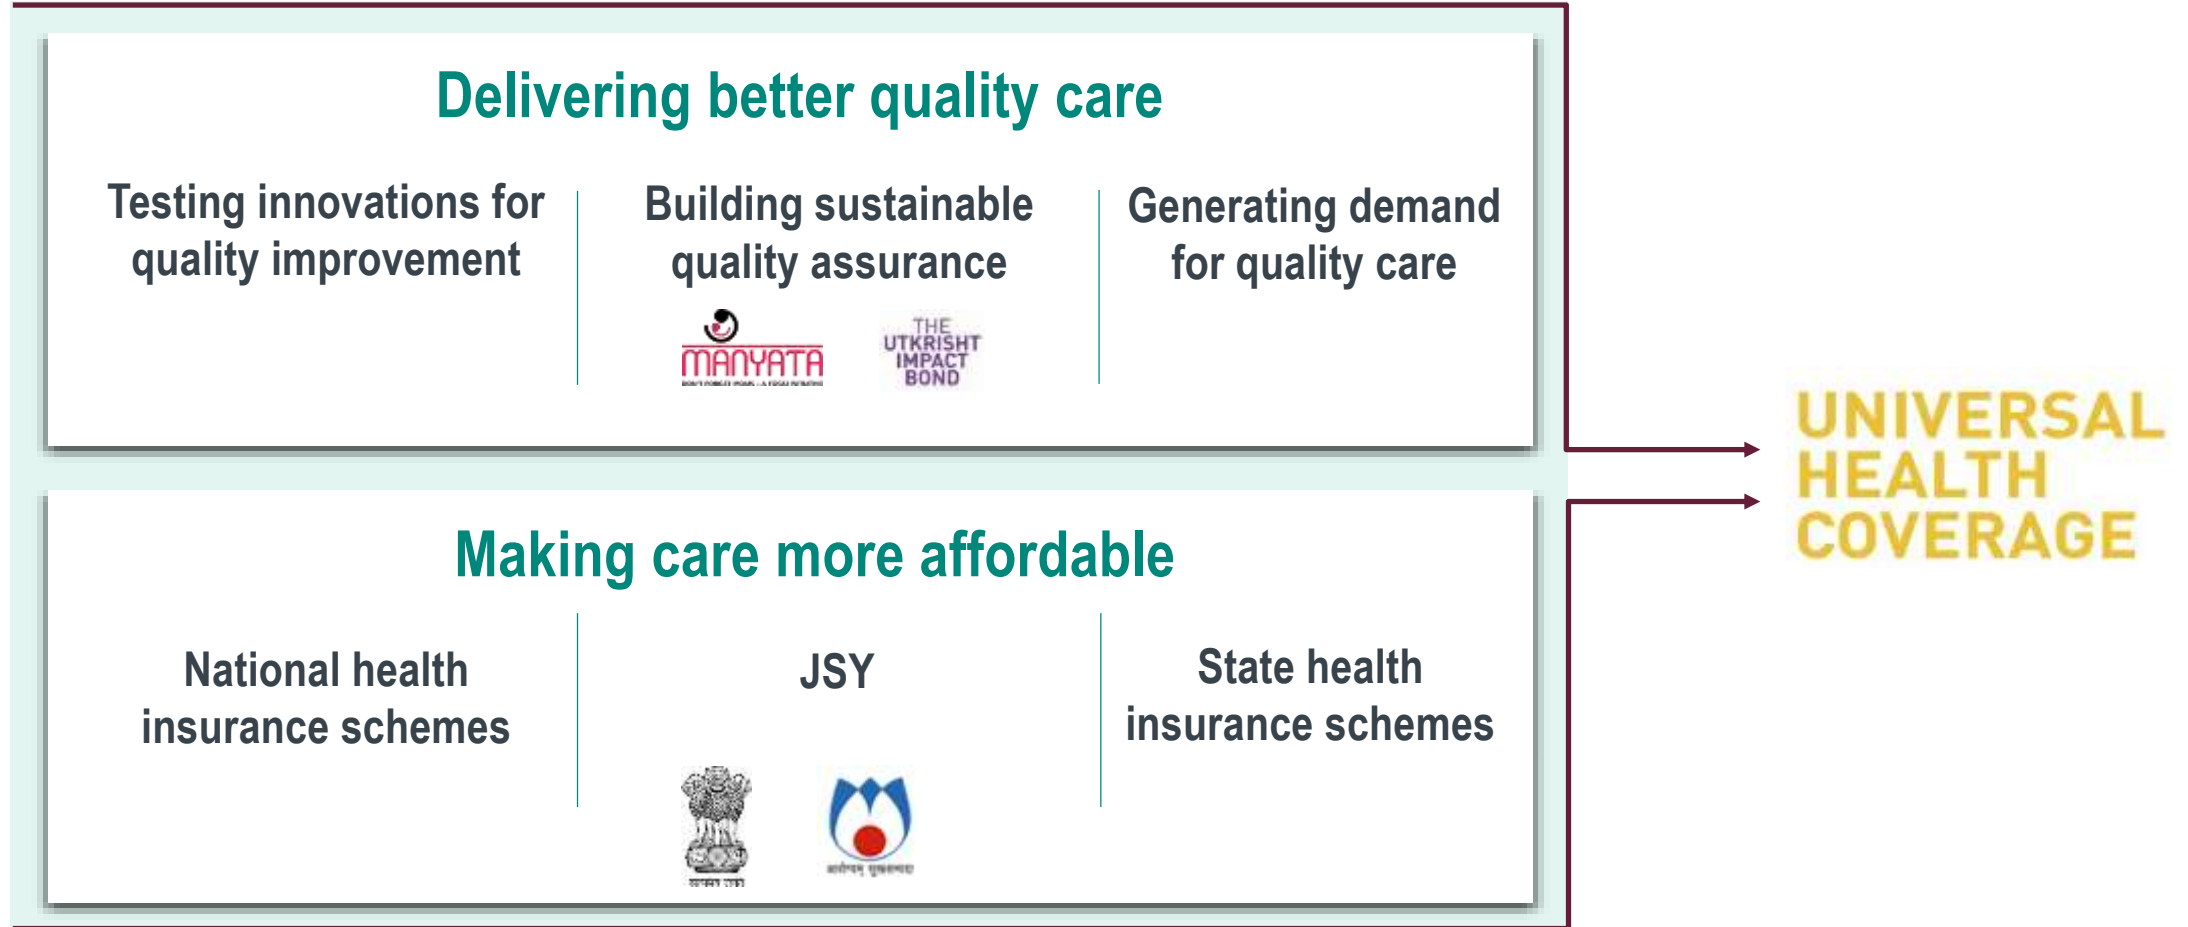 Delivering better quality care
Testing innovations for
quality improvement
Building sustainable
quality assurance
MANYATA
THE
UTKRISHT
IMPACT
BOND
Generating demand
for quality care
UNIVERSAL
HEALTH
COVERAGE
Making care more affordable
National health
insurance schemes
JSY
State health
insurance schemes